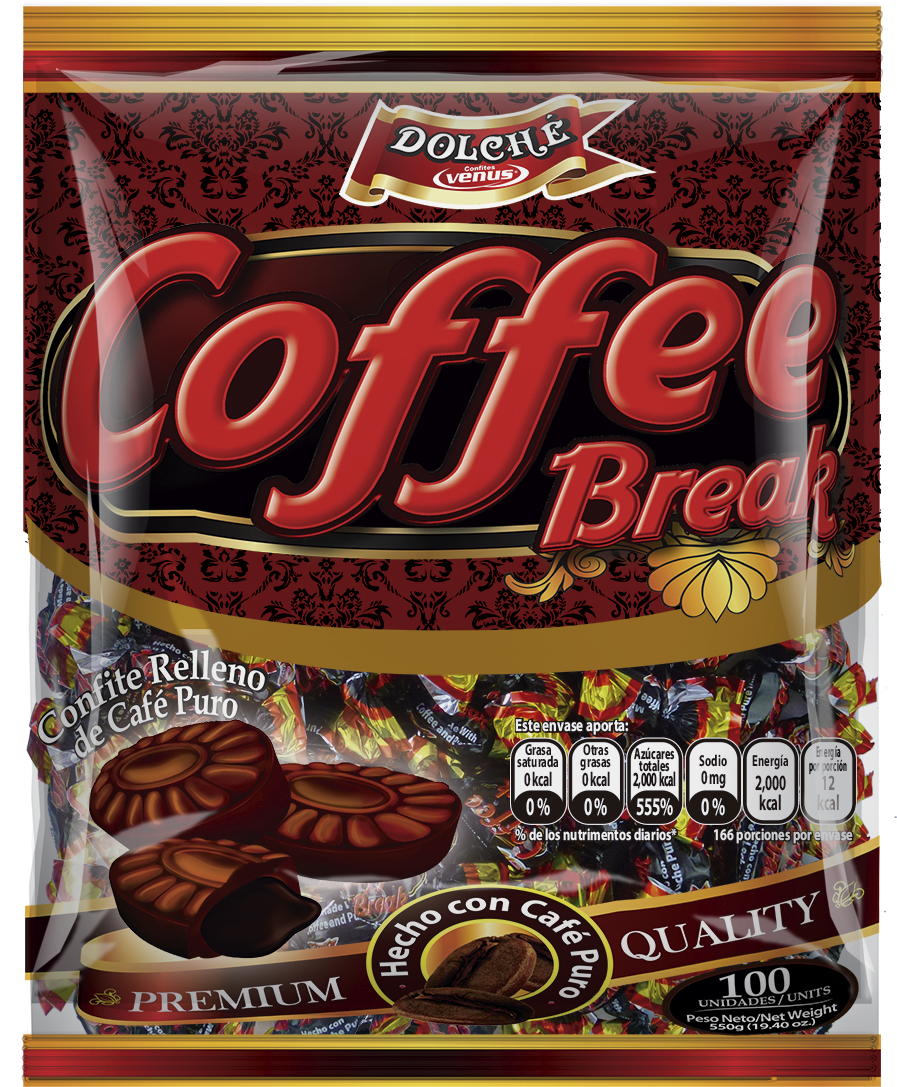 DOLCHÉ
Confites
venus
Coffee
Break
Confite Relleno
de Café Puro
Este envase aporta:
Grasa
saturada
0 kcal
0 %
Otras
grasas
0 kcal
0 %
Azúcares
totales
2,000 kcal
555%
Sodio
0 mg
0 %
Energía
2,000
kcal
Energía
por porción
12
kcal
% de los nutrimentos diarios*
166 porciones por envase
Hecho con Café Puro
PREMIUM
QUALITY
100
UNIDADES / UNITS
Peso Neto/Net Weight
550g (19.40 oz.)